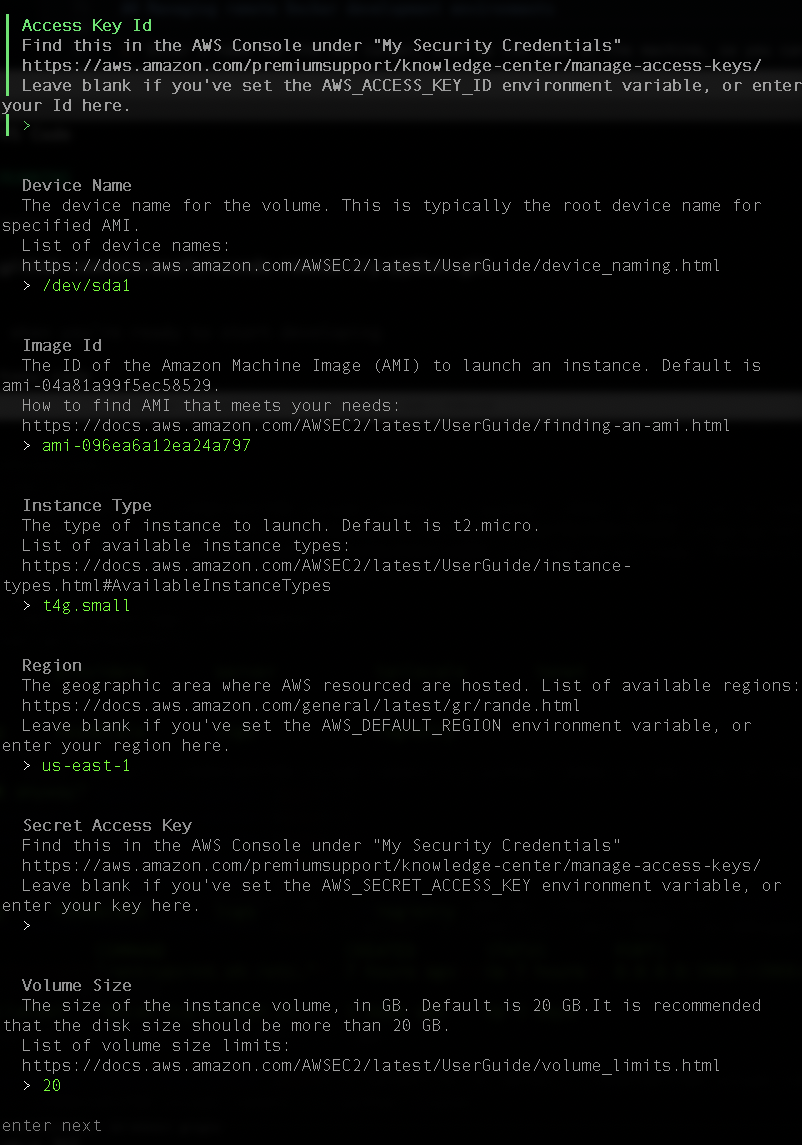 Access Key Id
Find this in the AWS Console under "My Security Credentials"
https://aws.amazon.com/premiumsupport/knowledge-center/manage-access-keys/
Leave blank if you've set the AWS_ACCESS_KEY_ID environment variable, or enter
your Id here.
>
Device Name
The device name for the volume. This is typically the root device name for
specified AMI.
List of device names:
https://docs.aws.amazon.com/AWSEC2/latest/UserGuide/device_naming.html
> /dev/sda1
Image Id
The ID of the Amazon Machine Image (AMI) to launch an instance. Default is
ami-04a81a99f5ec58529.
How to find AMI that meets your needs:
https://docs.aws.amazon.com/AWSEC2/latest/UserGuide/finding-an-ami.html
> ami-096ea6a12ea24a797
Instance Type
The type of instance to launch. Default is t2.micro.
List of available instance types:
https://docs.aws.amazon.com/AWSEC2/latest/UserGuide/instance-
types.html#AvailableInstanceTypes
> t4g.small
Region
The geographic area where AWS resourced are hosted. List of available regions:
https://docs.aws.amazon.com/general/latest/gr/rande.html
Leave blank if you've set the AWS_DEFAULT_REGION environment variable, or
enter your region here.
> us-east-1
Secret Access Key
Find this in the AWS Console under "My Security Credentials"
https://aws.amazon.com/premiumsupport/knowledge-center/manage-access-keys/
Leave blank if you've set the AWS_SECRET_ACCESS_KEY environment variable, or
enter your key here.
>
Volume Size
The size of the instance volume, in GB. Default is 20 GB.It is recommended
that the disk size should be more than 20 GB.
List of volume size limits:
https://docs.aws.amazon.com/AWSEC2/latest/UserGuide/volume_limits.html
> 20
enter next